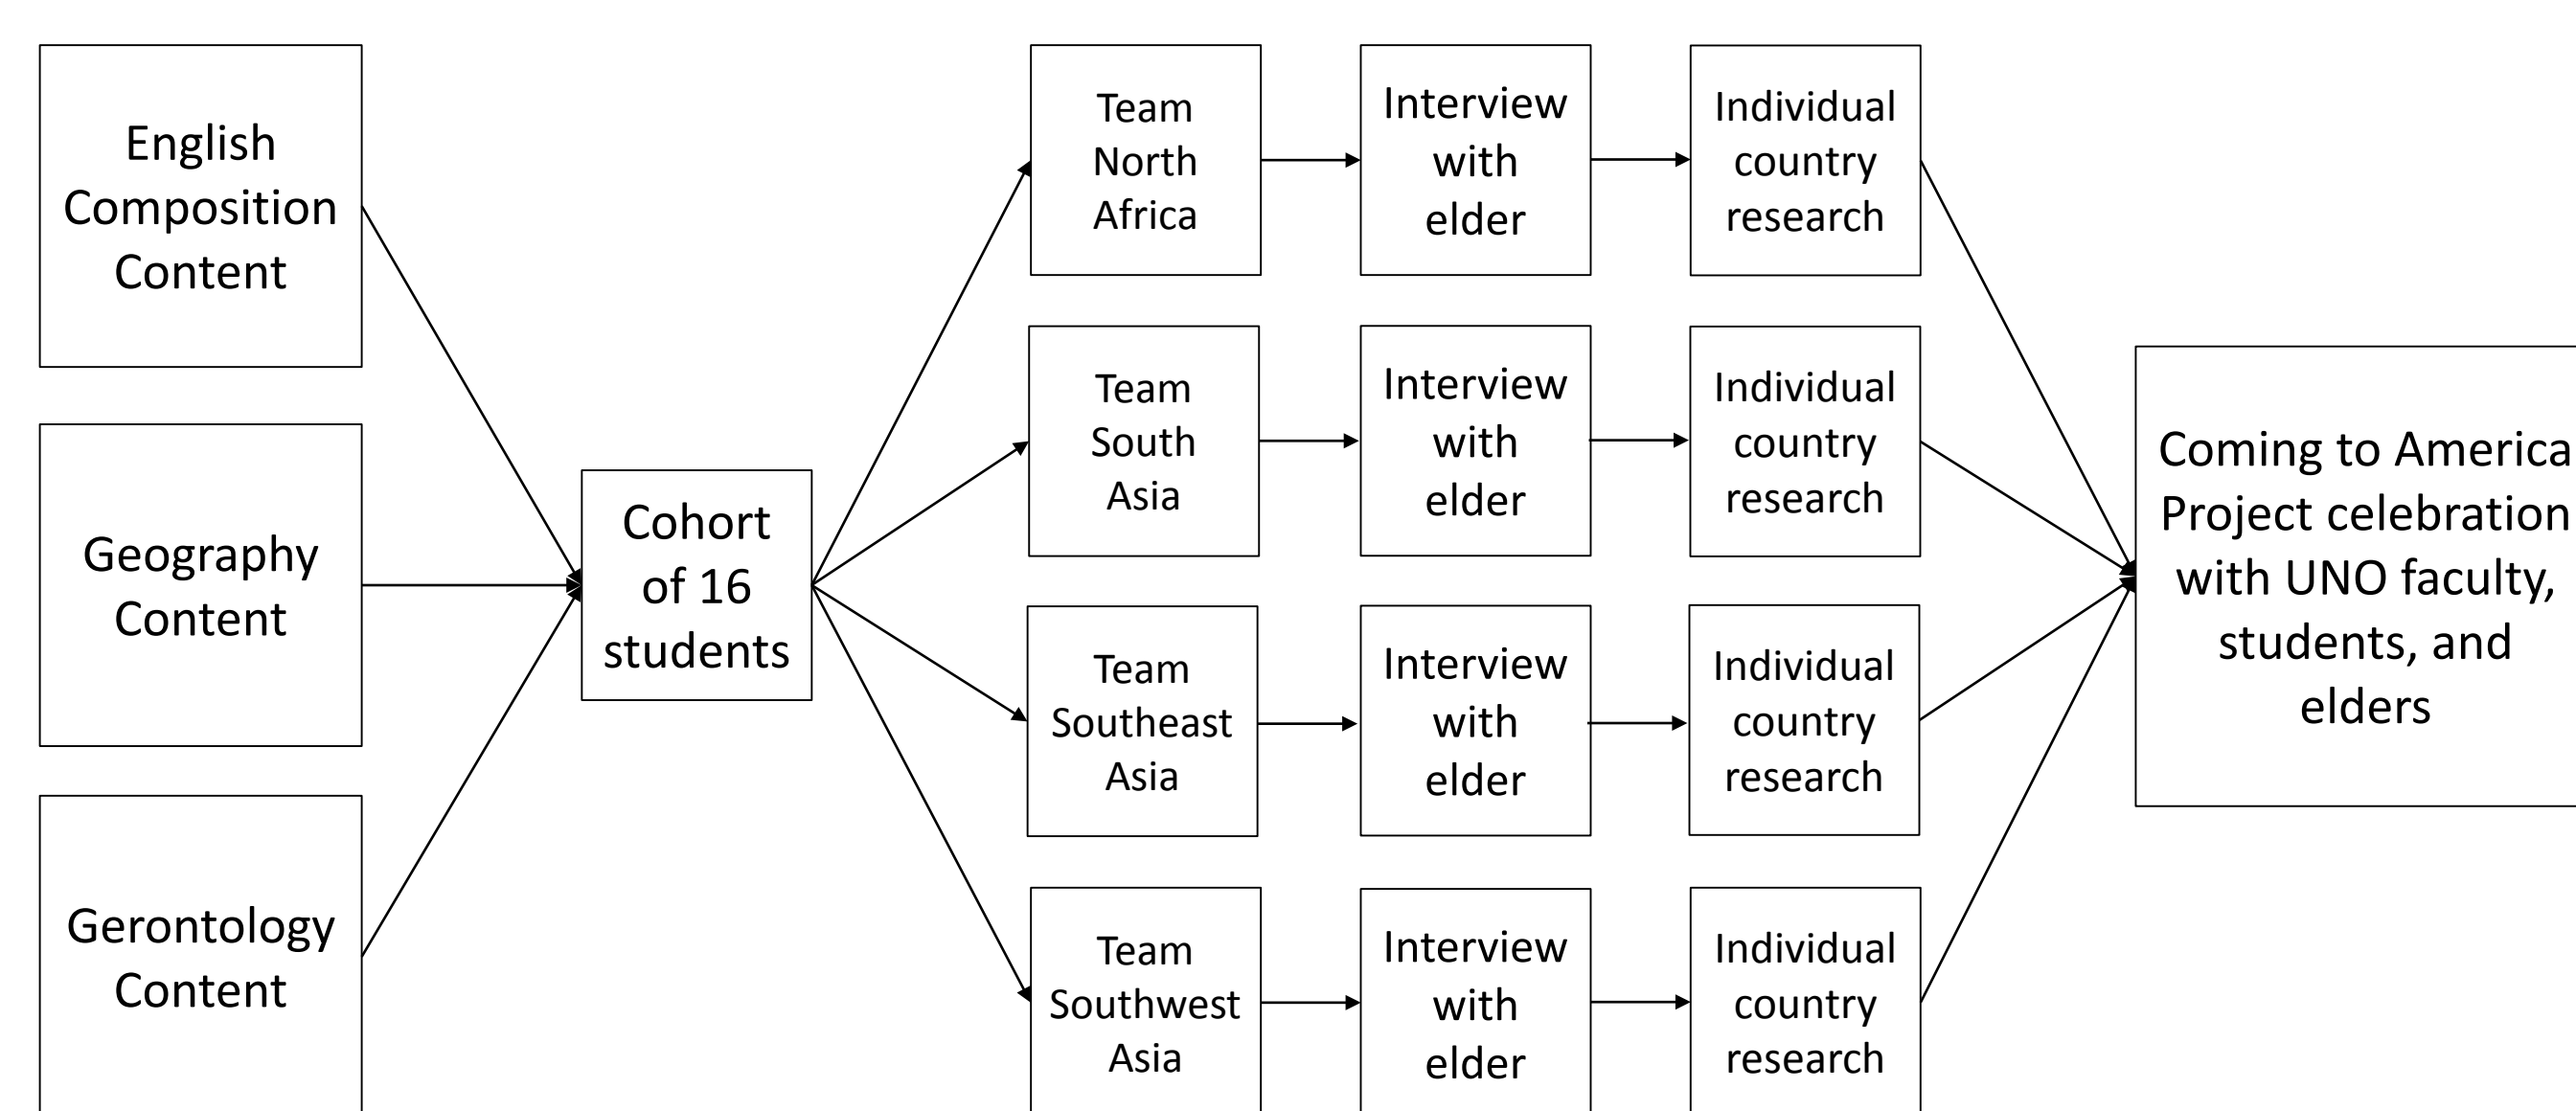 English
Composition
Content
Geography
Content
Gerontology
Content
Cohort
of 16
students
Team
North
Africa
Interview
with
elder
Individual
country
research
Team
South
Asia
Interview
with
elder
Individual
country
research
Team
Southeast
Asia
Interview
with
elder
Individual
country
research
Team
Southwest
Asia
Interview
with
elder
Individual
country
research
Coming to America
Project celebration
with UNO faculty,
students, and
elders